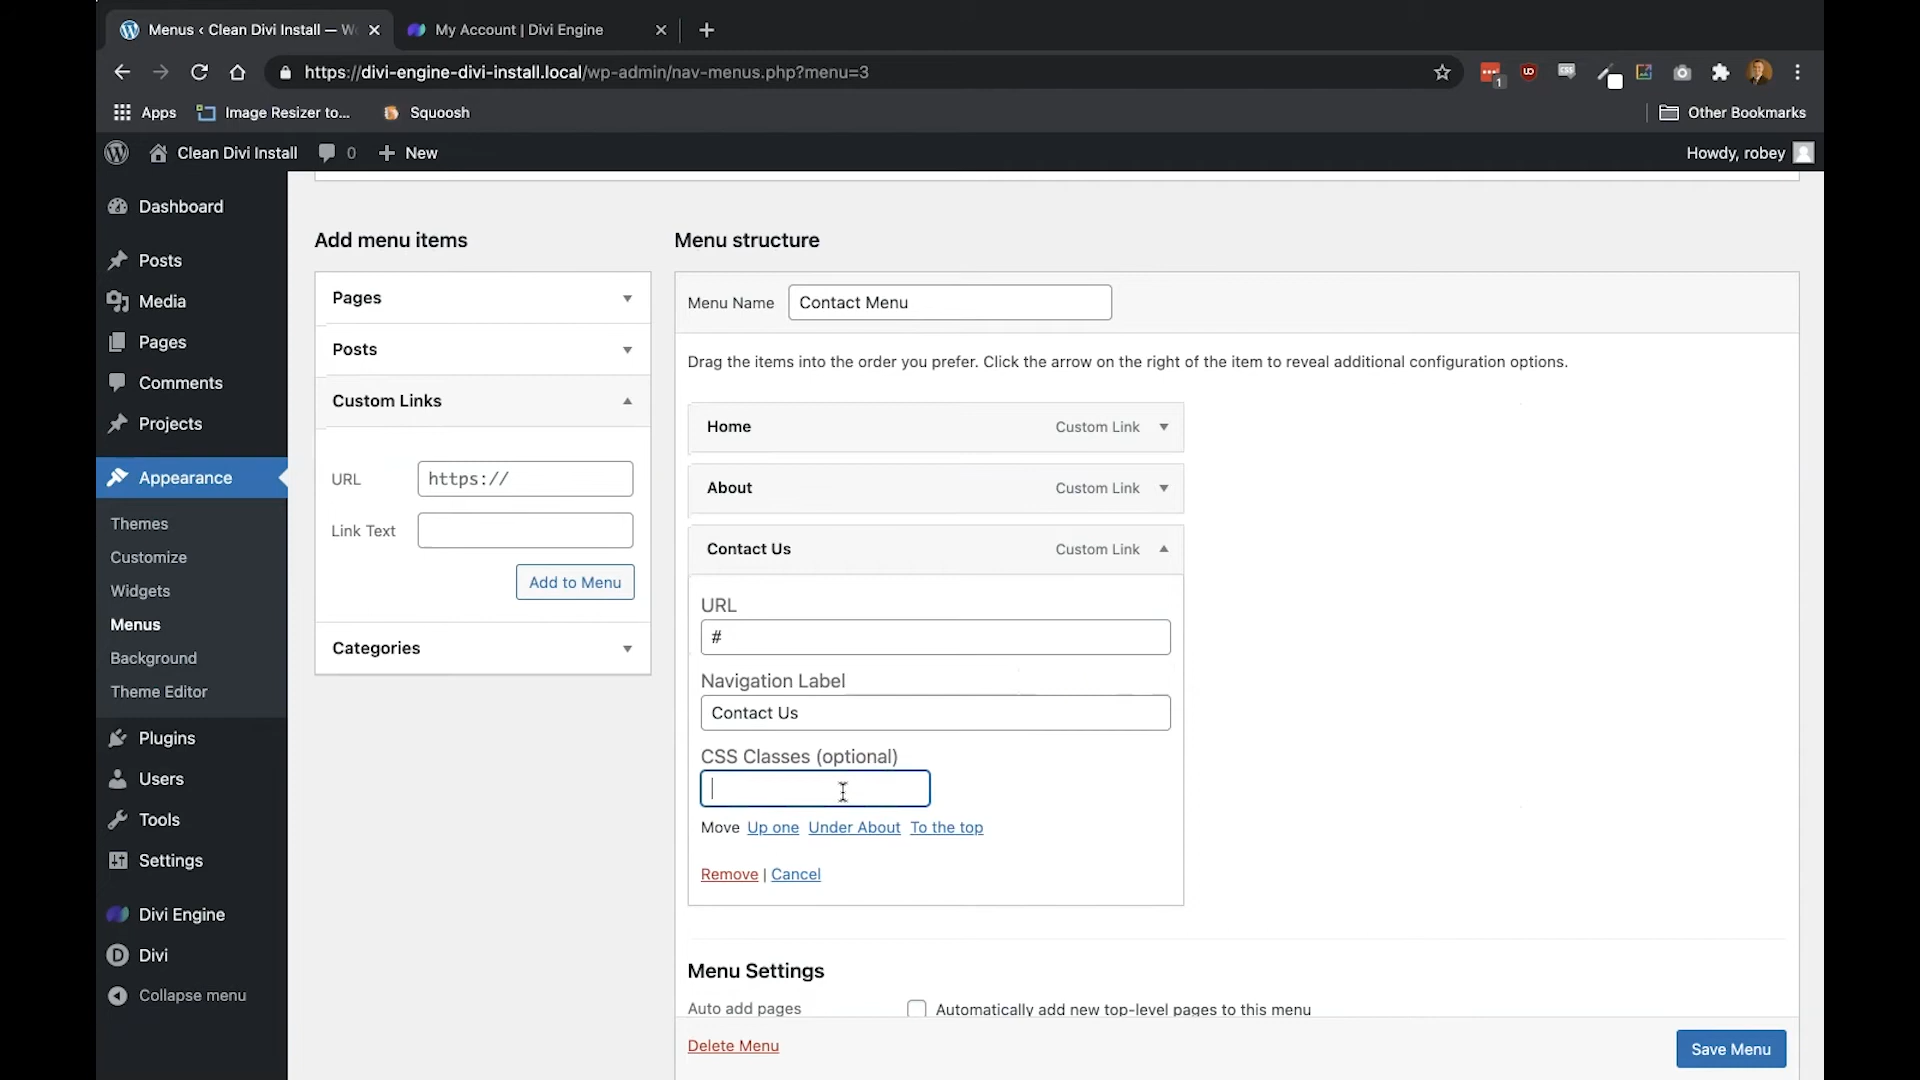 Menus ‹ Clean Divi Install — W
My Account | Divi Engine
https://divi-engine-divi-install.local/wp-admin/nav-menus.php?menu=3
1
Apps
Image Resizer to...
Squoosh
Other Bookmarks
Clean Divi Install
0
New
Howdy, robey
Dashboard
Posts
Media
Pages
Comments
Projects
Appearance
Themes
Customize
Widgets
Menus
Background
Theme Editor
Plugins
Users
Tools
Settings
Divi Engine
Divi
Collapse menu
Add menu items
Pages
Posts
Custom Links
URL
https://
Link Text
Add to Menu
Categories
Menu structure
Menu Name
Contact Menu
Drag the items into the order you prefer. Click the arrow on the right of the item to reveal additional configuration options.
Home
Custom Link
About
Custom Link
Contact Us
Custom Link
URL
#
Navigation Label
Contact Us
CSS Classes (optional)
Move Up one Under About To the top
Remove | Cancel
Menu Settings
Auto add pages
Automatically add new top-level pages to this menu
Delete Menu
Save Menu